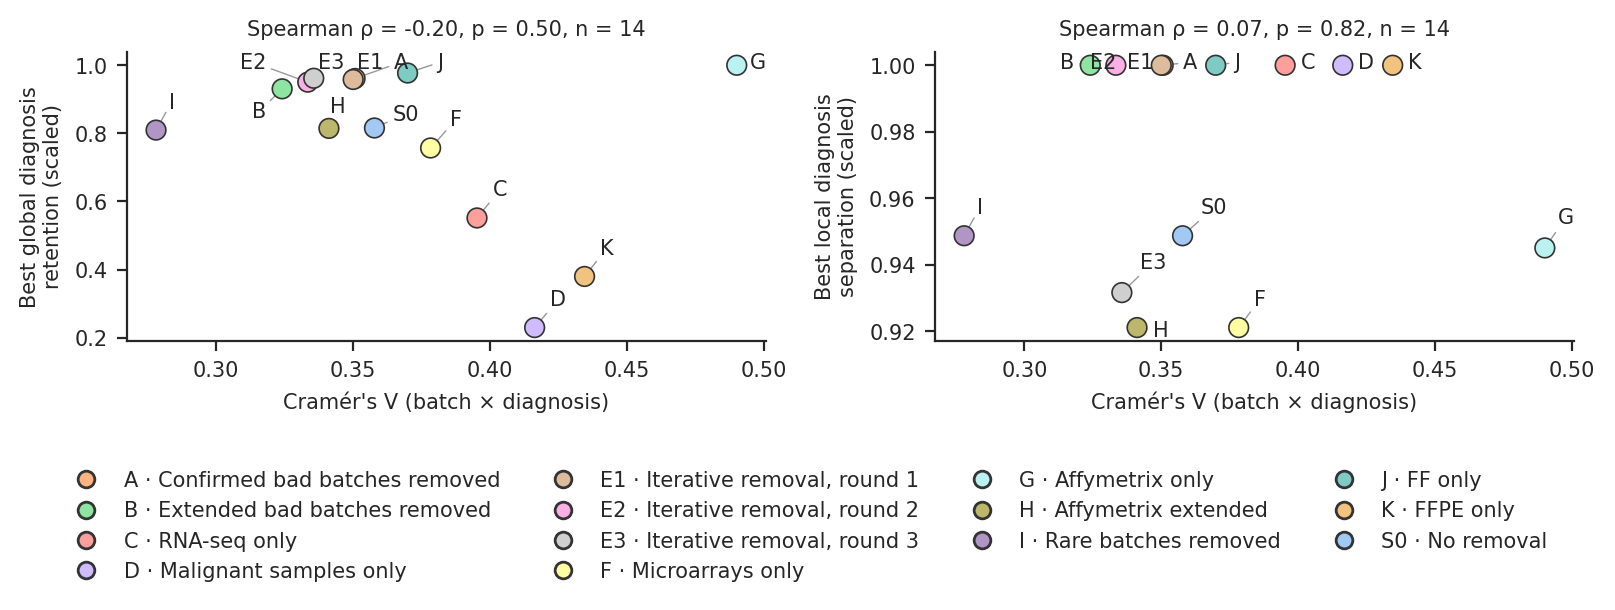 Spearman ρ = -0.20, p = 0.50, n = 14
Best global diagnosis
retention (scaled)
1.0
0.8
0.6
0.4
0.2
E2
E3
E1
A
J
G
I
B
H
S0
F
C
K
D
0.30
0.35
0.40
0.45
0.50
Cramér's V (batch × diagnosis)
Spearman ρ = 0.07, p = 0.82, n = 14
Best local diagnosis
separation (scaled)
1.00
0.98
0.96
0.94
0.92
B
E2
E1
A
J
C
D
K
I
S0
G
E3
F
H
0.30
0.35
0.40
0.45
0.50
Cramér's V (batch × diagnosis)
A · Confirmed bad batches removed
B · Extended bad batches removed
C · RNA-seq only
D · Malignant samples only
E1 · Iterative removal, round 1
E2 · Iterative removal, round 2
E3 · Iterative removal, round 3
F · Microarrays only
G · Affymetrix only
H · Affymetrix extended
I · Rare batches removed
J · FF only
K · FFPE only
S0 · No removal